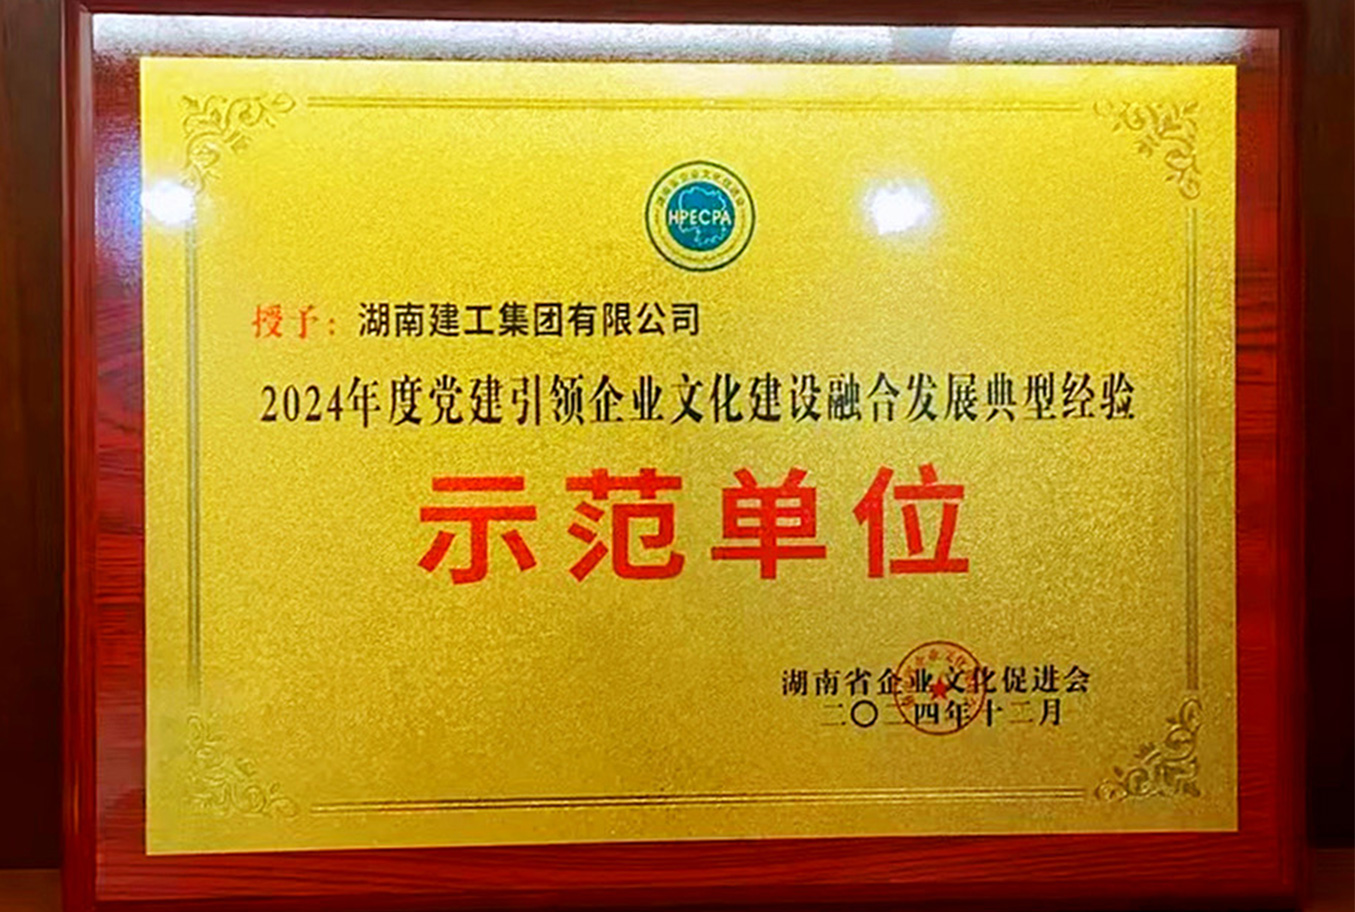 HPECPA
授予：湖南建工集团有限公司
2024年度党建引领企业文化建设融合发展典型经验
示范单位
湖南省企业文化促进会
二〇二四年十二月